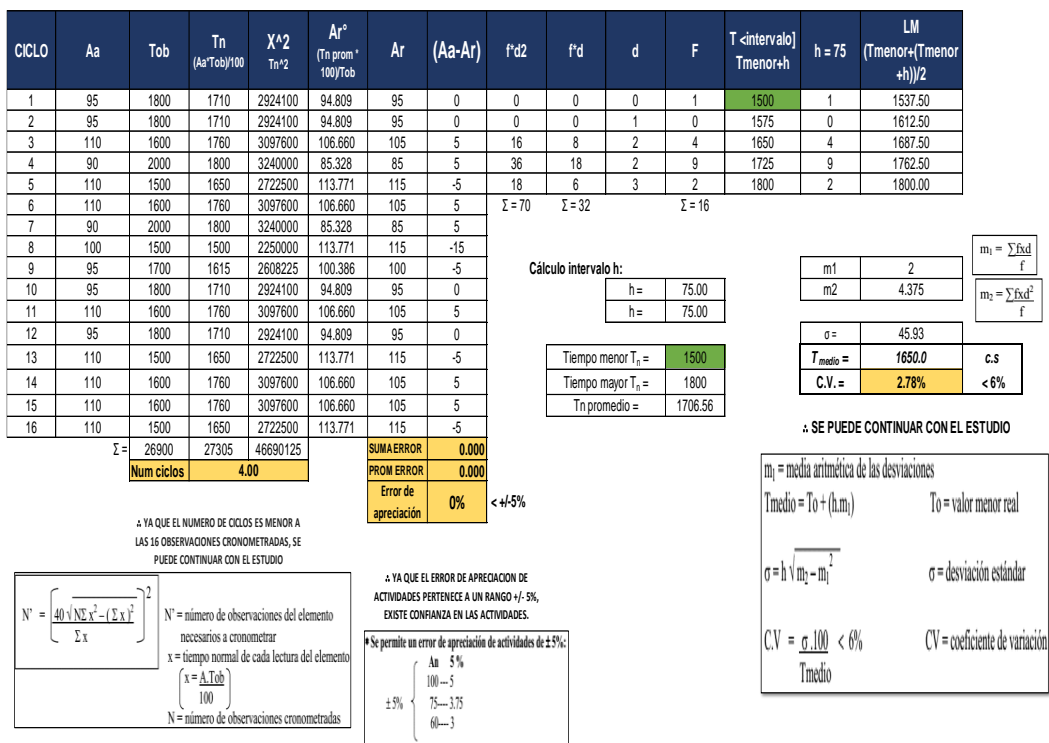 CICLO Aa Tob Tn (Aa*Tob)/100 X^2 Tn^2 Ar° (Tn prom * 100)/Tob Ar (Aa-Ar) f*d2 f*d d F T <intervalo] Tmenor+h h = 75 LM (Tmenor+(Tmenor +h))/2
1 95 1800 1710 2924100 94.809 95 0 0 0 0 1 1500 1 1537.50
2 95 1800 1710 2924100 94.809 95 0 0 0 1 0 1575 0 1612.50
3 110 1600 1760 3097600 106.660 105 5 16 8 2 4 1650 4 1687.50
4 90 2000 1800 3240000 85.328 85 5 36 18 2 9 1725 9 1762.50
5 110 1500 1650 2722500 113.771 115 -5 18 6 3 2 1800 2 1800.00
6 110 1600 1760 3097600 106.660 105 5 Σ = 70 Σ = 32 Σ = 16
7 90 2000 1800 3240000 85.328 85 5
8 100 1500 1500 2250000 113.771 115 -15
9 95 1700 1615 2608225 100.386 100 -5
10 95 1800 1710 2924100 94.809 95 0
11 110 1600 1760 3097600 106.660 105 5
12 95 1800 1710 2924100 94.809 95 0
13 110 1500 1650 2722500 113.771 115 -5
14 110 1600 1760 3097600 106.660 105 5
15 110 1600 1760 3097600 106.660 105 5
16 110 1500 1650 2722500 113.771 115 -5
Σ = 26900 27305 46690125
Num ciclos 4.00
SUMA ERROR 0.000
PROM ERROR 0.000
Error de
apreciación 0% < +/-5%
Cálculo intervalo h:
h = 75.00
h = 75.00
Tiempo menor Tn = 1500
Tiempo mayor Tn = 1800
Tn promedio = 1706.56
m1 2
m2 4.375
m1 = ∑fxd
f
m2 = ∑fxd²
f
σ = 45.93
Tmedio = 1650.0 c.s
C.V. = 2.78% < 6%
∴ SE PUEDE CONTINUAR CON EL ESTUDIO
∴ YA QUE EL NUMERO DE CICLOS ES MENOR A
LAS 16 OBSERVACIONES CRONOMETRADAS, SE
PUEDE CONTINUAR CON EL ESTUDIO
N' = (40 √NΣ x² – (Σ x)² / Σ x)²
N' = número de observaciones del elemento
necesarios a cronometrar
x = tiempo normal de cada lectura del elemento
(x = A.Tob / 100)
N = número de observaciones cronometradas
∴ YA QUE EL ERROR DE APRECIACION DE
ACTIVIDADES PERTENECE A UN RANGO +/- 5%,
EXISTE CONFIANZA EN LAS ACTIVIDADES.
• Se permite un error de apreciación de actividades de ± 5%:
An 5 %
100 --- 5
± 5% { 75---- 3.75
60---- 3
m1 = media aritmética de las desviaciones
Tmedio = To + (h.m1) To = valor menor real
σ = h √m2 – m1² σ = desviación estándar
C.V = σ .100 < 6% CV = coeficiente de variación
Tmedio